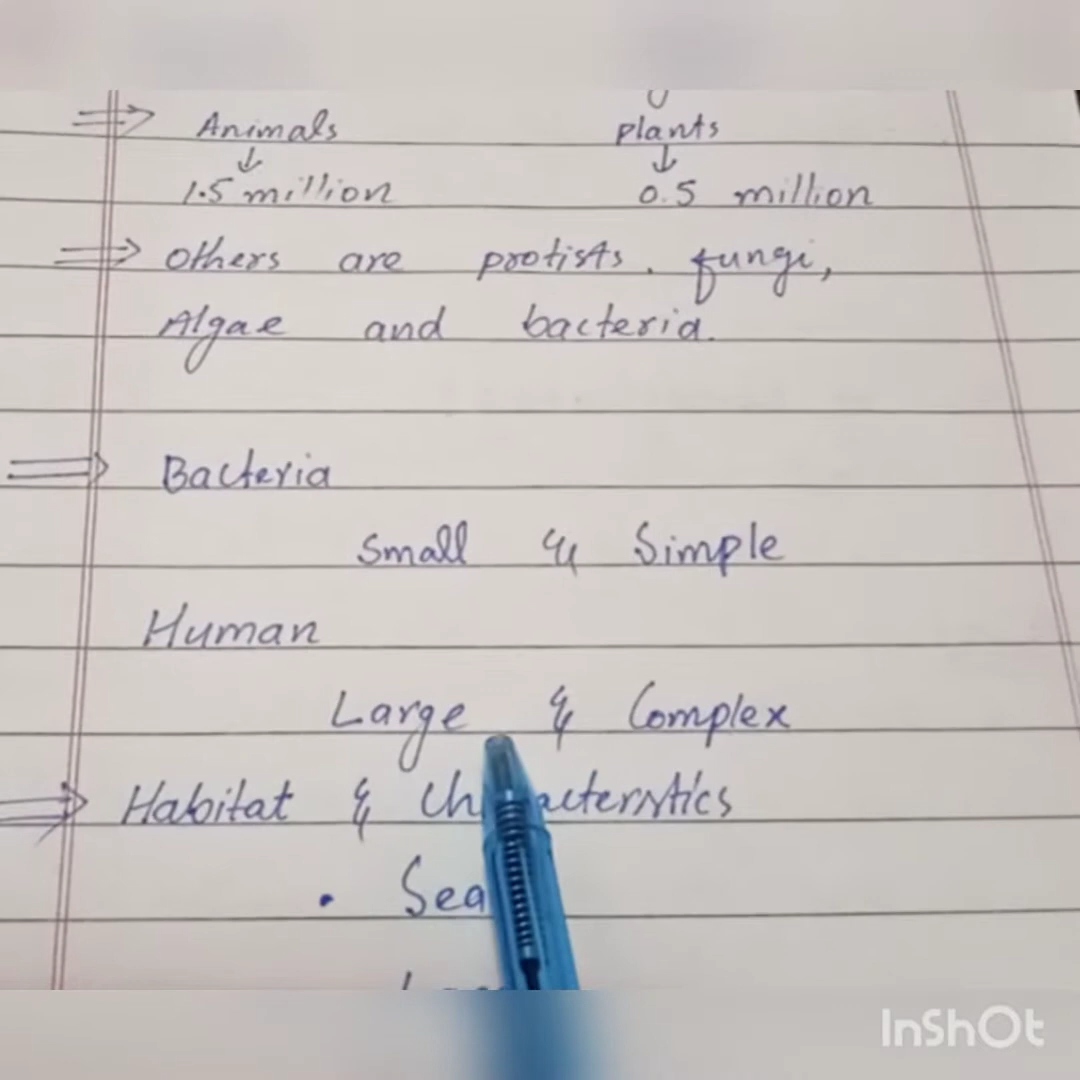 ⇒ Animals plants
↓ ↓
1.5 million 0.5 million
⇒ Others are protists. fungi,
Algae and bacteria.
⇒ Bacteria
Small & Simple
Human
Large & Complex
⇒ Habitat &
• Sea
InShOt